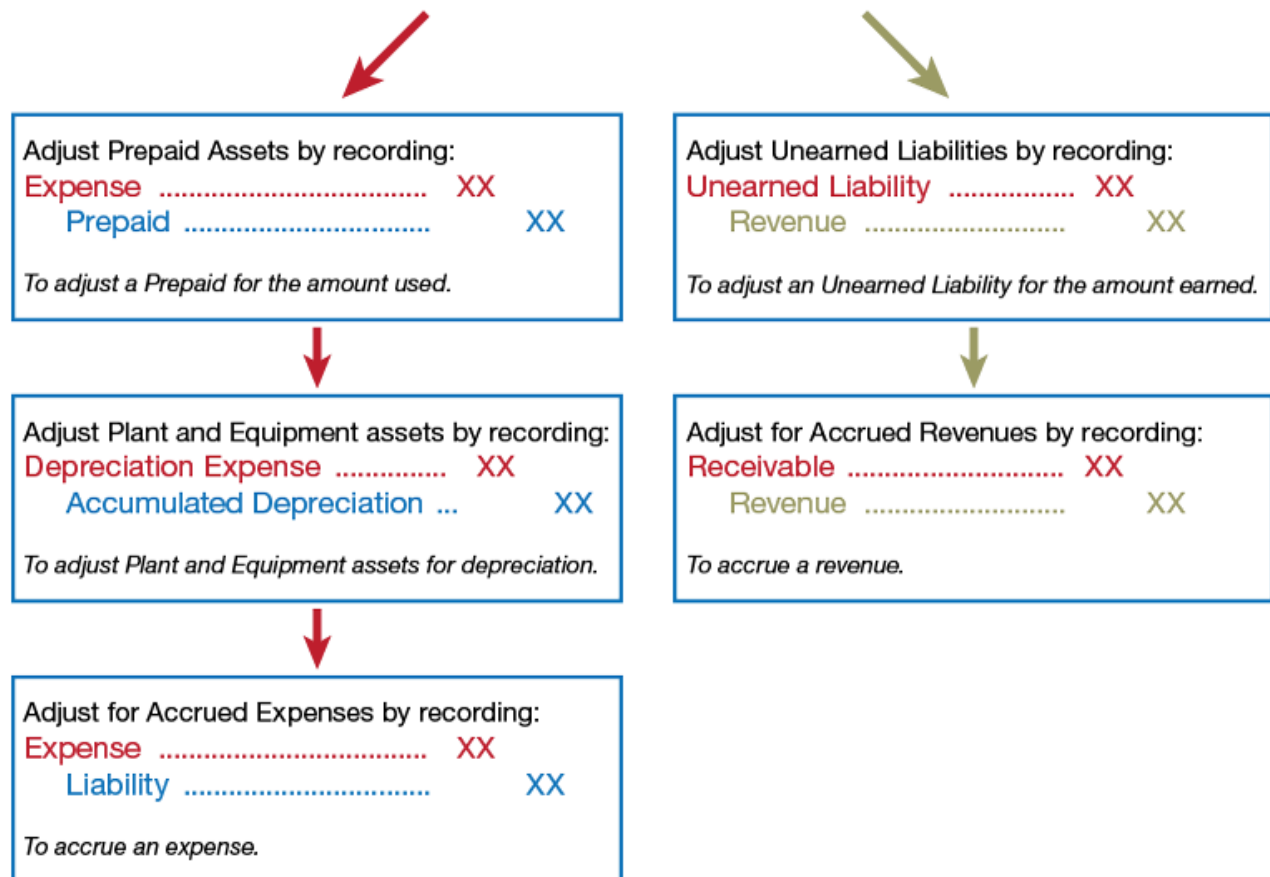 Adjust Prepaid Assets by recording:
Expense .................................... XX
Prepaid ................................. XX
To adjust a Prepaid for the amount used.
Adjust Plant and Equipment assets by recording:
Depreciation Expense ............... XX
Accumulated Depreciation ... XX
To adjust Plant and Equipment assets for depreciation.
Adjust for Accrued Expenses by recording:
Expense .................................... XX
Liability ................................. XX
To accrue an expense.
Adjust Unearned Liabilities by recording:
Unearned Liability ................. XX
Revenue ........................... XX
To adjust an Unearned Liability for the amount earned.
Adjust for Accrued Revenues by recording:
Receivable ............................. XX
Revenue ........................... XX
To accrue a revenue.